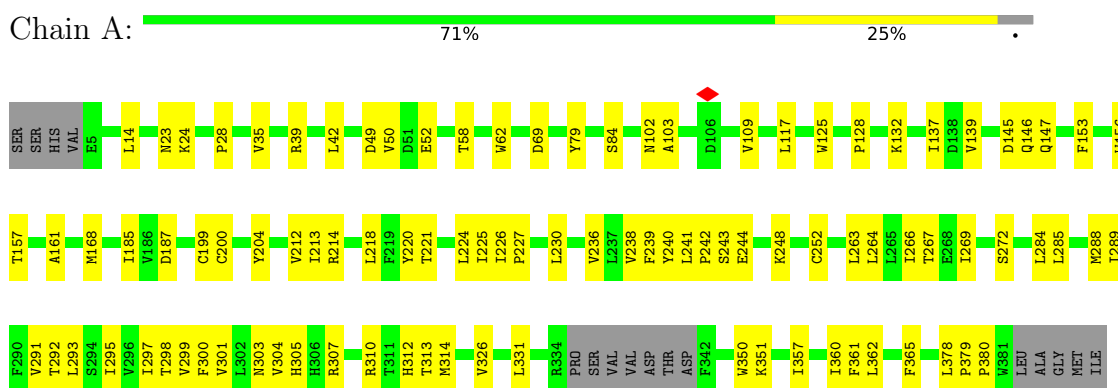 Chain A:
71% 25% •
SER SER HIS VAL E5 L14 N23 K24 P28 V35 R39 L42 D49 V50 D51 E52 T58 W62 D69 Y79 S84 N102 A103 D106 V109 L117 W125 P128 K132 I137 D138 V139 D145 Q146 Q147 F153
T157 A161 M168 I185 V186 D187 C199 C200 Y204 V212 I213 R214 L218 F219 Y220 T221 L224 I225 I226 P227 L230 V236 L237 V238 F239 Y240 L241 P242 S243 E244 K248 C252 L263 L264 L265 I266 T267 E268 I269 S272 L284 L285 M288 I289
F290 V291 T292 L293 S294 I295 V296 I297 T298 V299 F300 V301 L302 N303 V304 H305 H306 R307 R310 T311 H312 T313 M314 V326 L331 R334 PRO SER VAL VAL ASP THR ASP F342 W350 K351 I357 I360 F361 L362 F365 L378 P379 P380 W381 LEU ALA GLY MET ILE